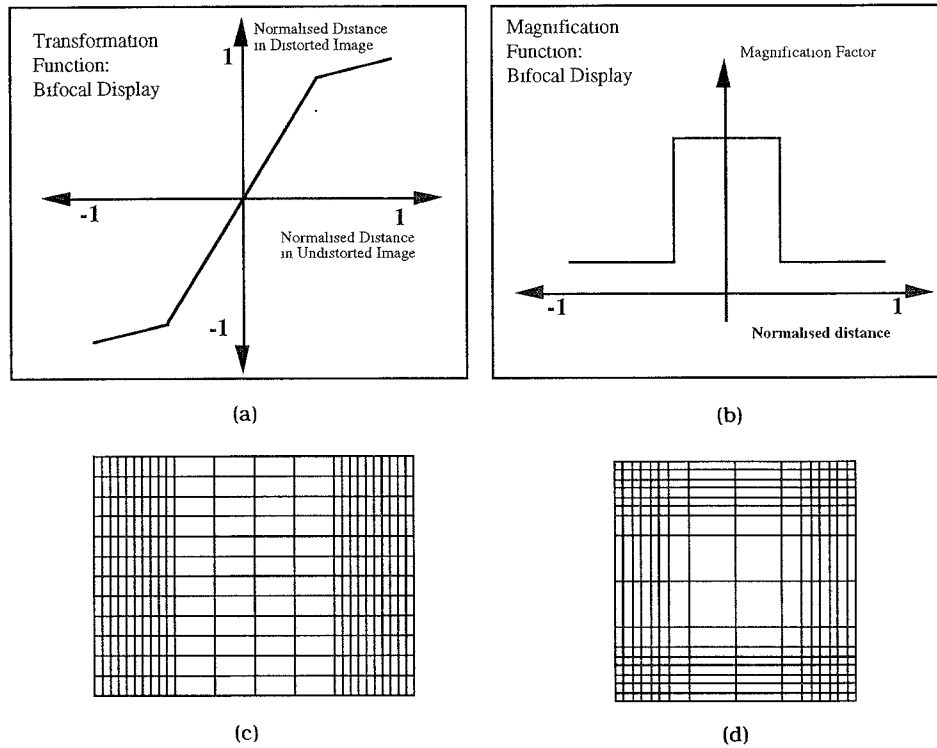 Transformation
Function:
Bifocal Display
Normalised Distance
in Distorted Image
1
-1
1
Normalised Distance
in Undistorted Image
-1
(a)
Magnification
Function:
Bifocal Display
Magnification Factor
-1
1
Normalised distance
(b)
(c)
(d)